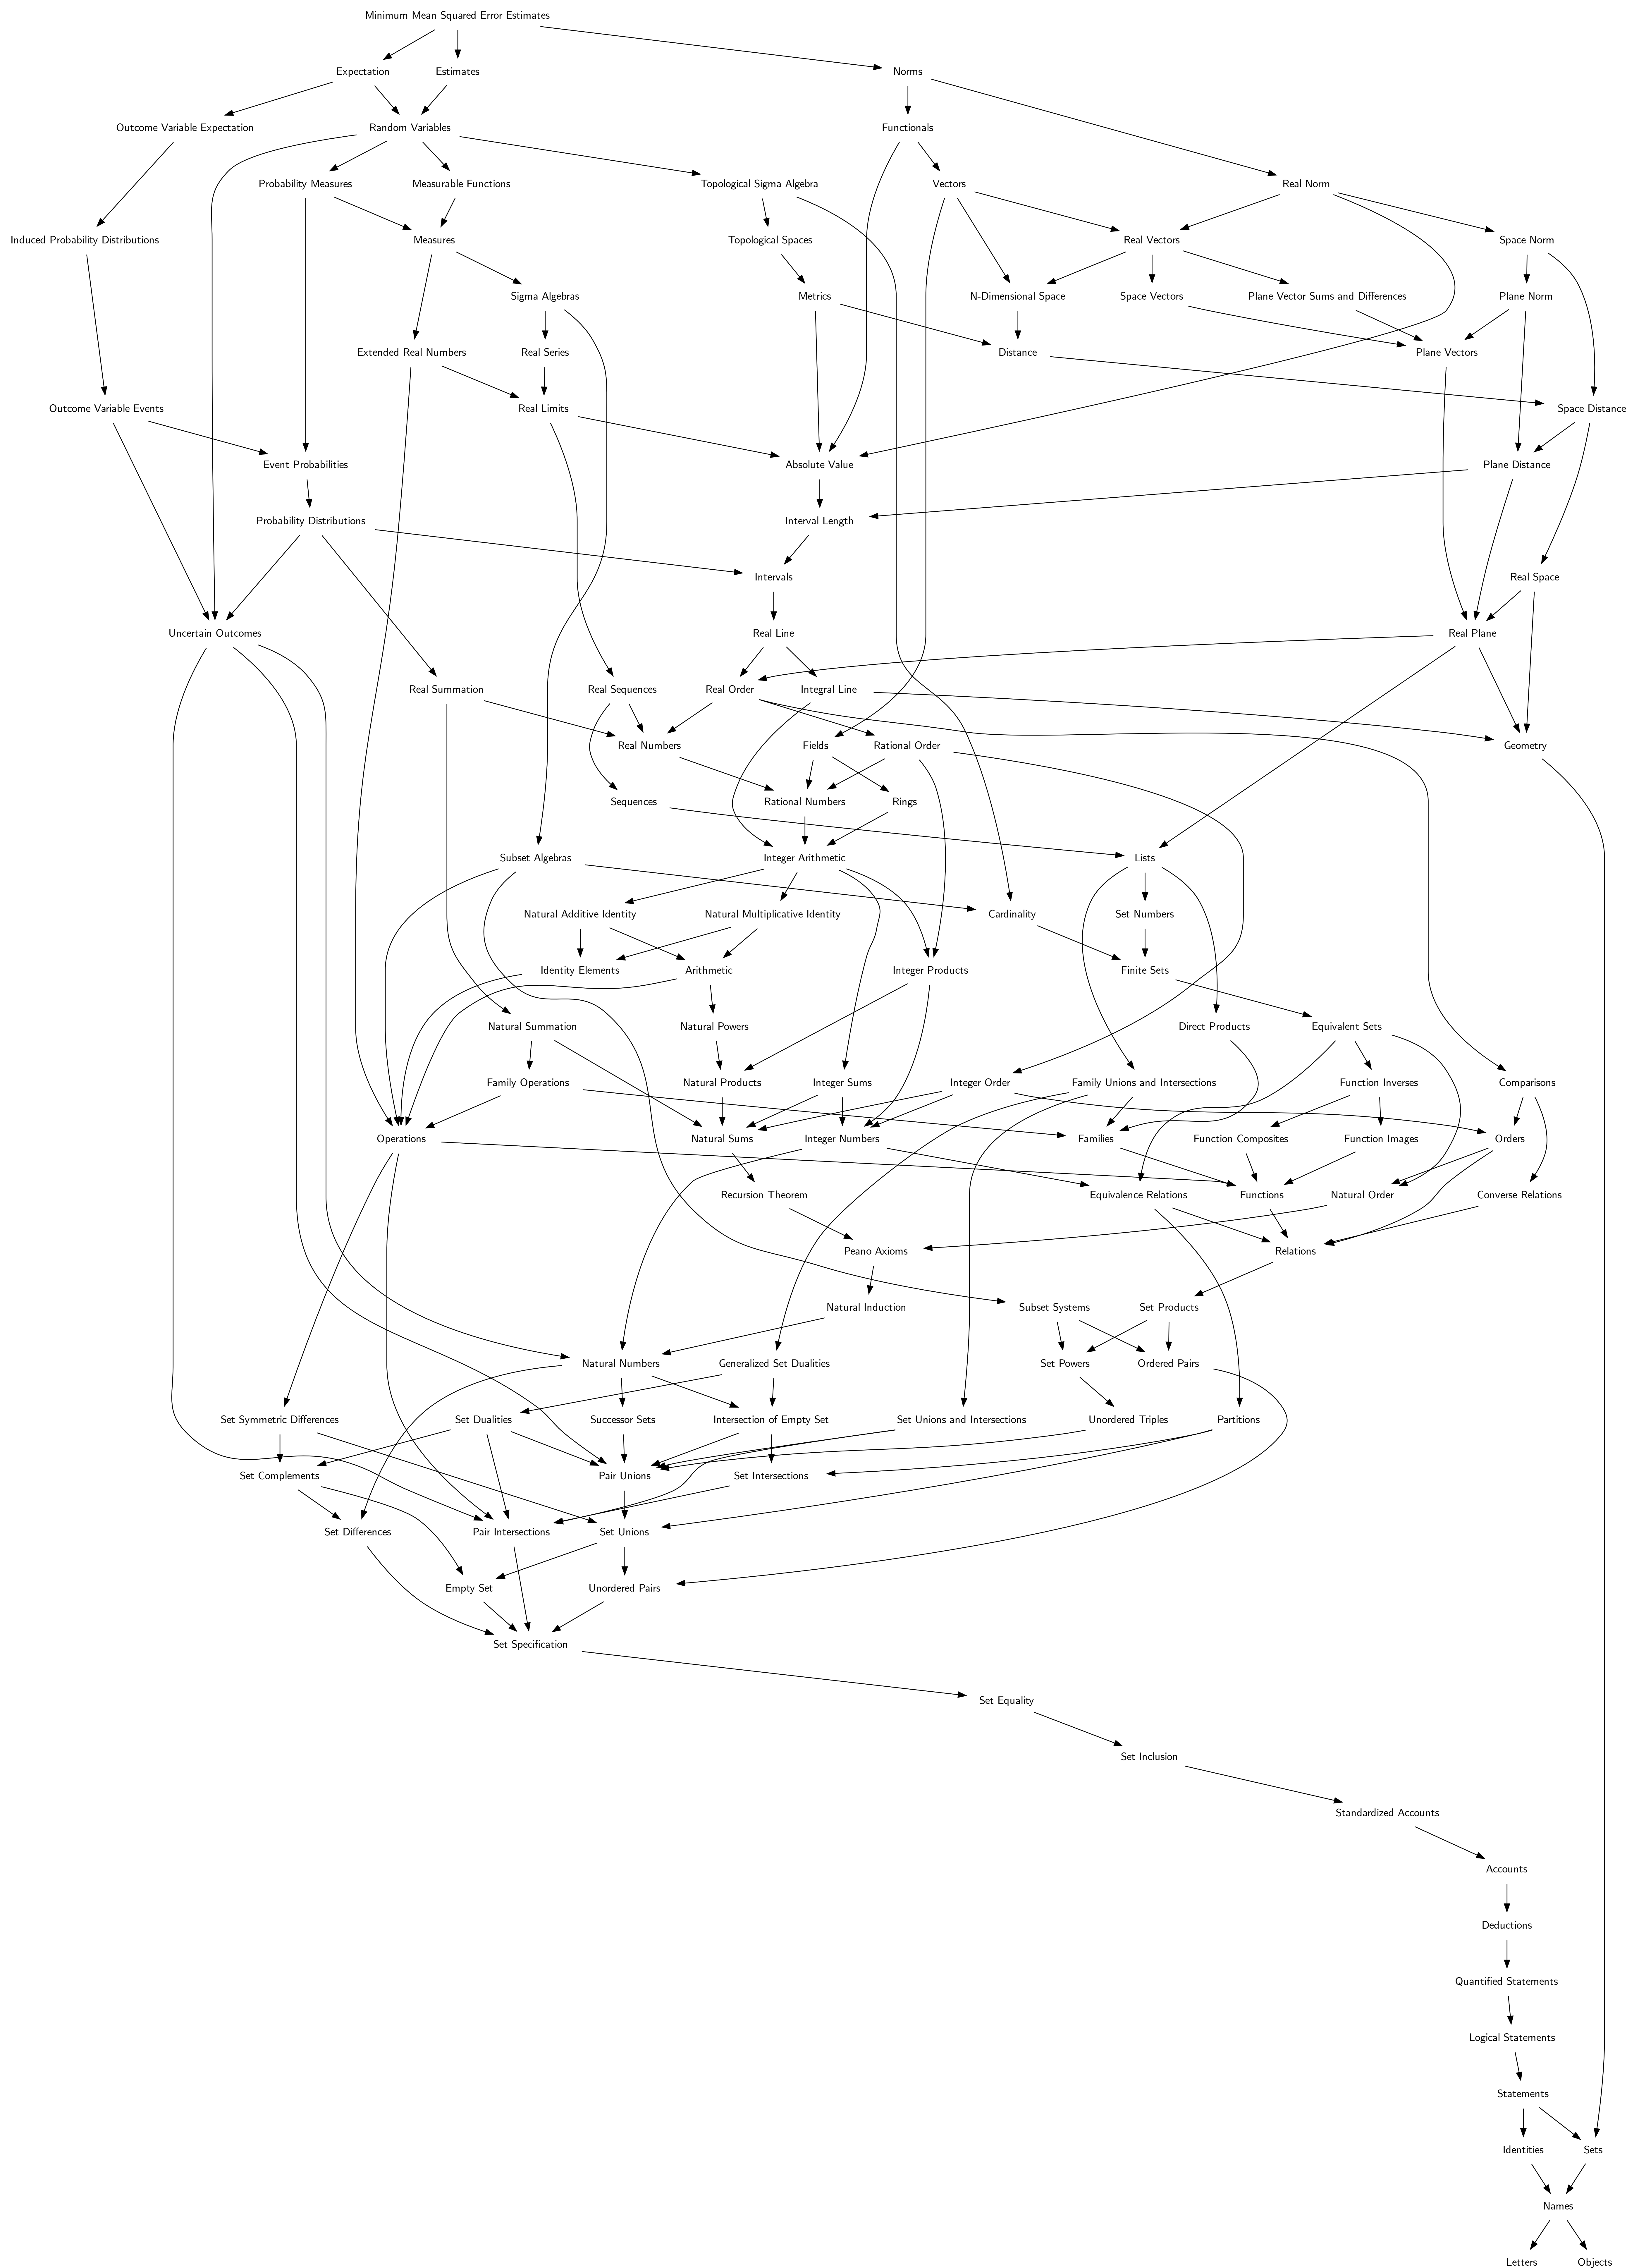 Minimum Mean Squared Error Estimates
Expectation
Estimates
Norms
Outcome Variable Expectation
Random Variables
Functionals
Probability Measures
Measurable Functions
Topological Sigma Algebra
Vectors
Real Norm
Induced Probability Distributions
Measures
Topological Spaces
Real Vectors
Space Norm
Sigma Algebras
Metrics
N-Dimensional Space
Space Vectors
Plane Vector Sums and Differences
Plane Norm
Extended Real Numbers
Real Series
Distance
Plane Vectors
Outcome Variable Events
Real Limits
Space Distance
Event Probabilities
Absolute Value
Plane Distance
Probability Distributions
Interval Length
Intervals
Real Space
Uncertain Outcomes
Real Line
Real Plane
Real Summation
Real Sequences
Real Order
Integral Line
Real Numbers
Fields
Rational Order
Geometry
Sequences
Rational Numbers
Rings
Subset Algebras
Integer Arithmetic
Lists
Natural Additive Identity
Natural Multiplicative Identity
Cardinality
Set Numbers
Identity Elements
Arithmetic
Integer Products
Finite Sets
Natural Summation
Natural Powers
Direct Products
Equivalent Sets
Family Operations
Natural Products
Integer Sums
Integer Order
Family Unions and Intersections
Function Inverses
Comparisons
Operations
Natural Sums
Integer Numbers
Families
Function Composites
Function Images
Orders
Recursion Theorem
Equivalence Relations
Functions
Natural Order
Converse Relations
Peano Axioms
Relations
Natural Induction
Subset Systems
Set Products
Natural Numbers
Generalized Set Dualities
Set Powers
Ordered Pairs
Set Symmetric Differences
Set Dualities
Successor Sets
Intersection of Empty Set
Set Unions and Intersections
Unordered Triples
Partitions
Set Complements
Pair Unions
Set Intersections
Set Differences
Pair Intersections
Set Unions
Empty Set
Unordered Pairs
Set Specification
Set Equality
Set Inclusion
Standardized Accounts
Accounts
Deductions
Quantified Statements
Logical Statements
Statements
Identities
Sets
Names
Letters
Objects